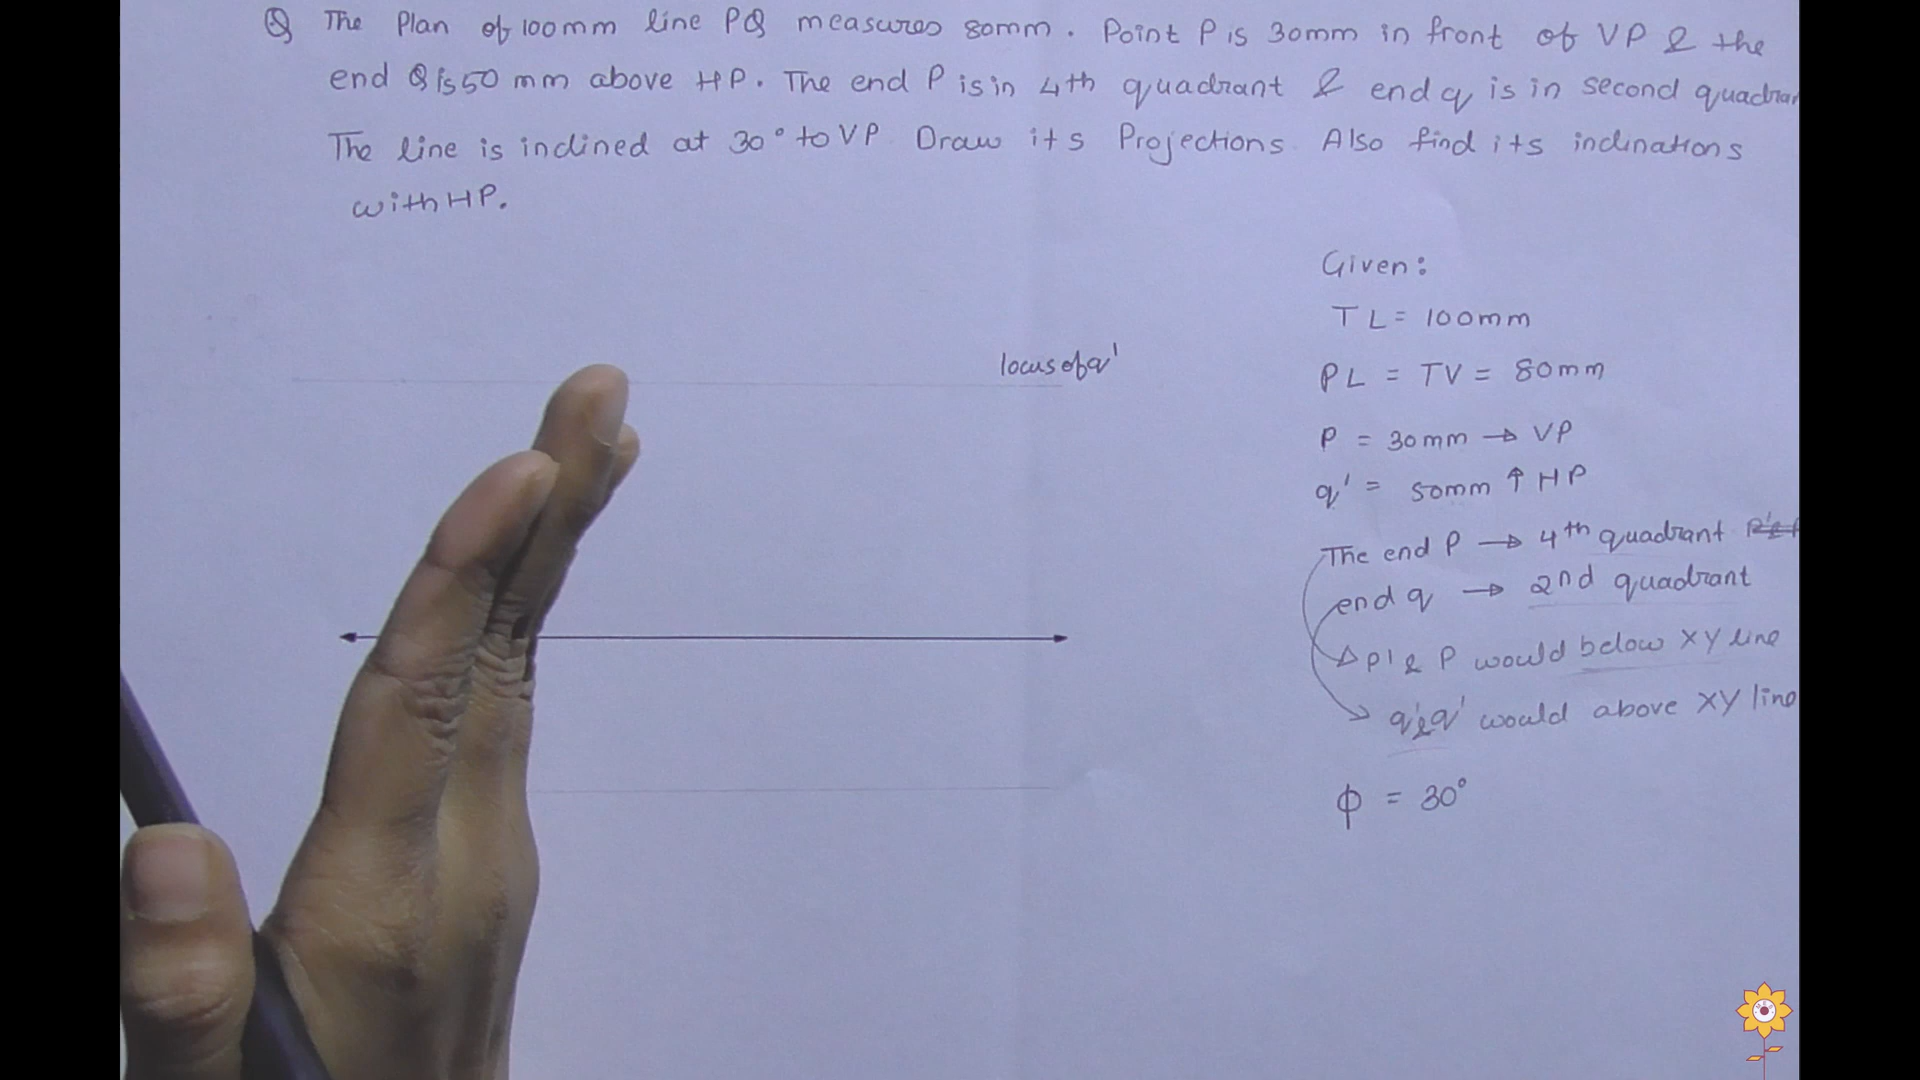 Q The Plan of 100mm line PQ measures 80mm. Point P is 30mm in front of VP & the
end Q is 50 mm above HP. The end P is in 4th quadrant & end q is in second
The line is inclined at 30° to VP Draw its Projections. Also find its inclinations
with HP.
Given:
TL = 100mm
locus of q'
PL = TV = 80mm
P = 30mm → VP
q' = 50mm ↑ HP
The end P → 4th quadrant
end q → 2nd quadrant
P' & P would below XY line
q & q' would above XY line
ϕ = 30°